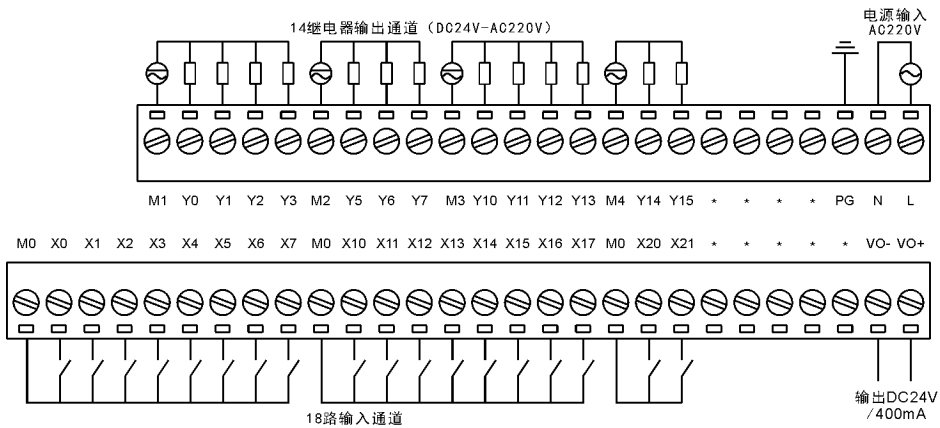 14继电器输出通道（DC24V-AC220V）
电源输入
AC220V
M1 Y0 Y1 Y2 Y3 M2 Y5 Y6 Y7 M3 Y10 Y11 Y12 Y13 M4 Y14 Y15 * * * * PG N L
M0 X0 X1 X2 X3 X4 X5 X6 X7 M0 X10 X11 X12 X13 X14 X15 X16 X17 M0 X20 X21 * * * * * VO- VO+
18路输入通道
输出DC24V
/400mA